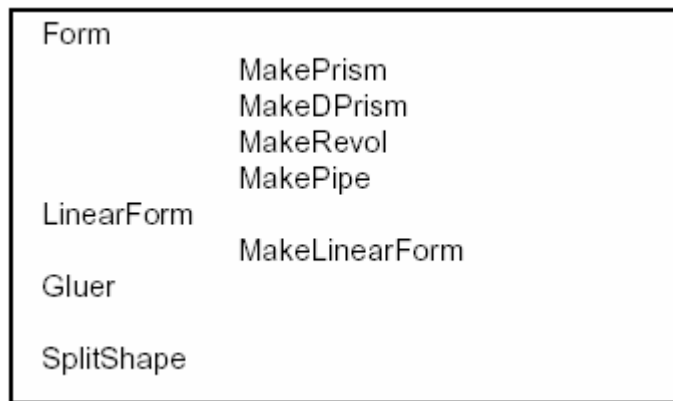 Form
MakePrism
MakeDPrism
MakeRevol
MakePipe
LinearForm
MakeLinearForm
Gluer
SplitShape